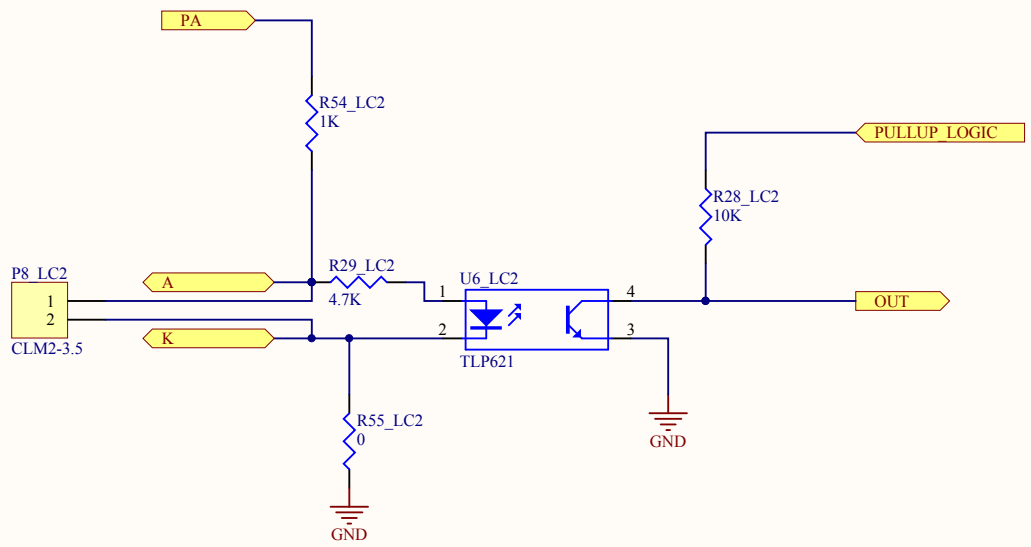 PA
R54_LC2
1K
PULLUP_LOGIC
R28_LC2
10K
P8_LC2
1
2
CLM2-3.5
A
K
R29_LC2
4.7K
U6_LC2
1
2
4
3
TLP621
OUT
R55_LC2
0
GND
GND